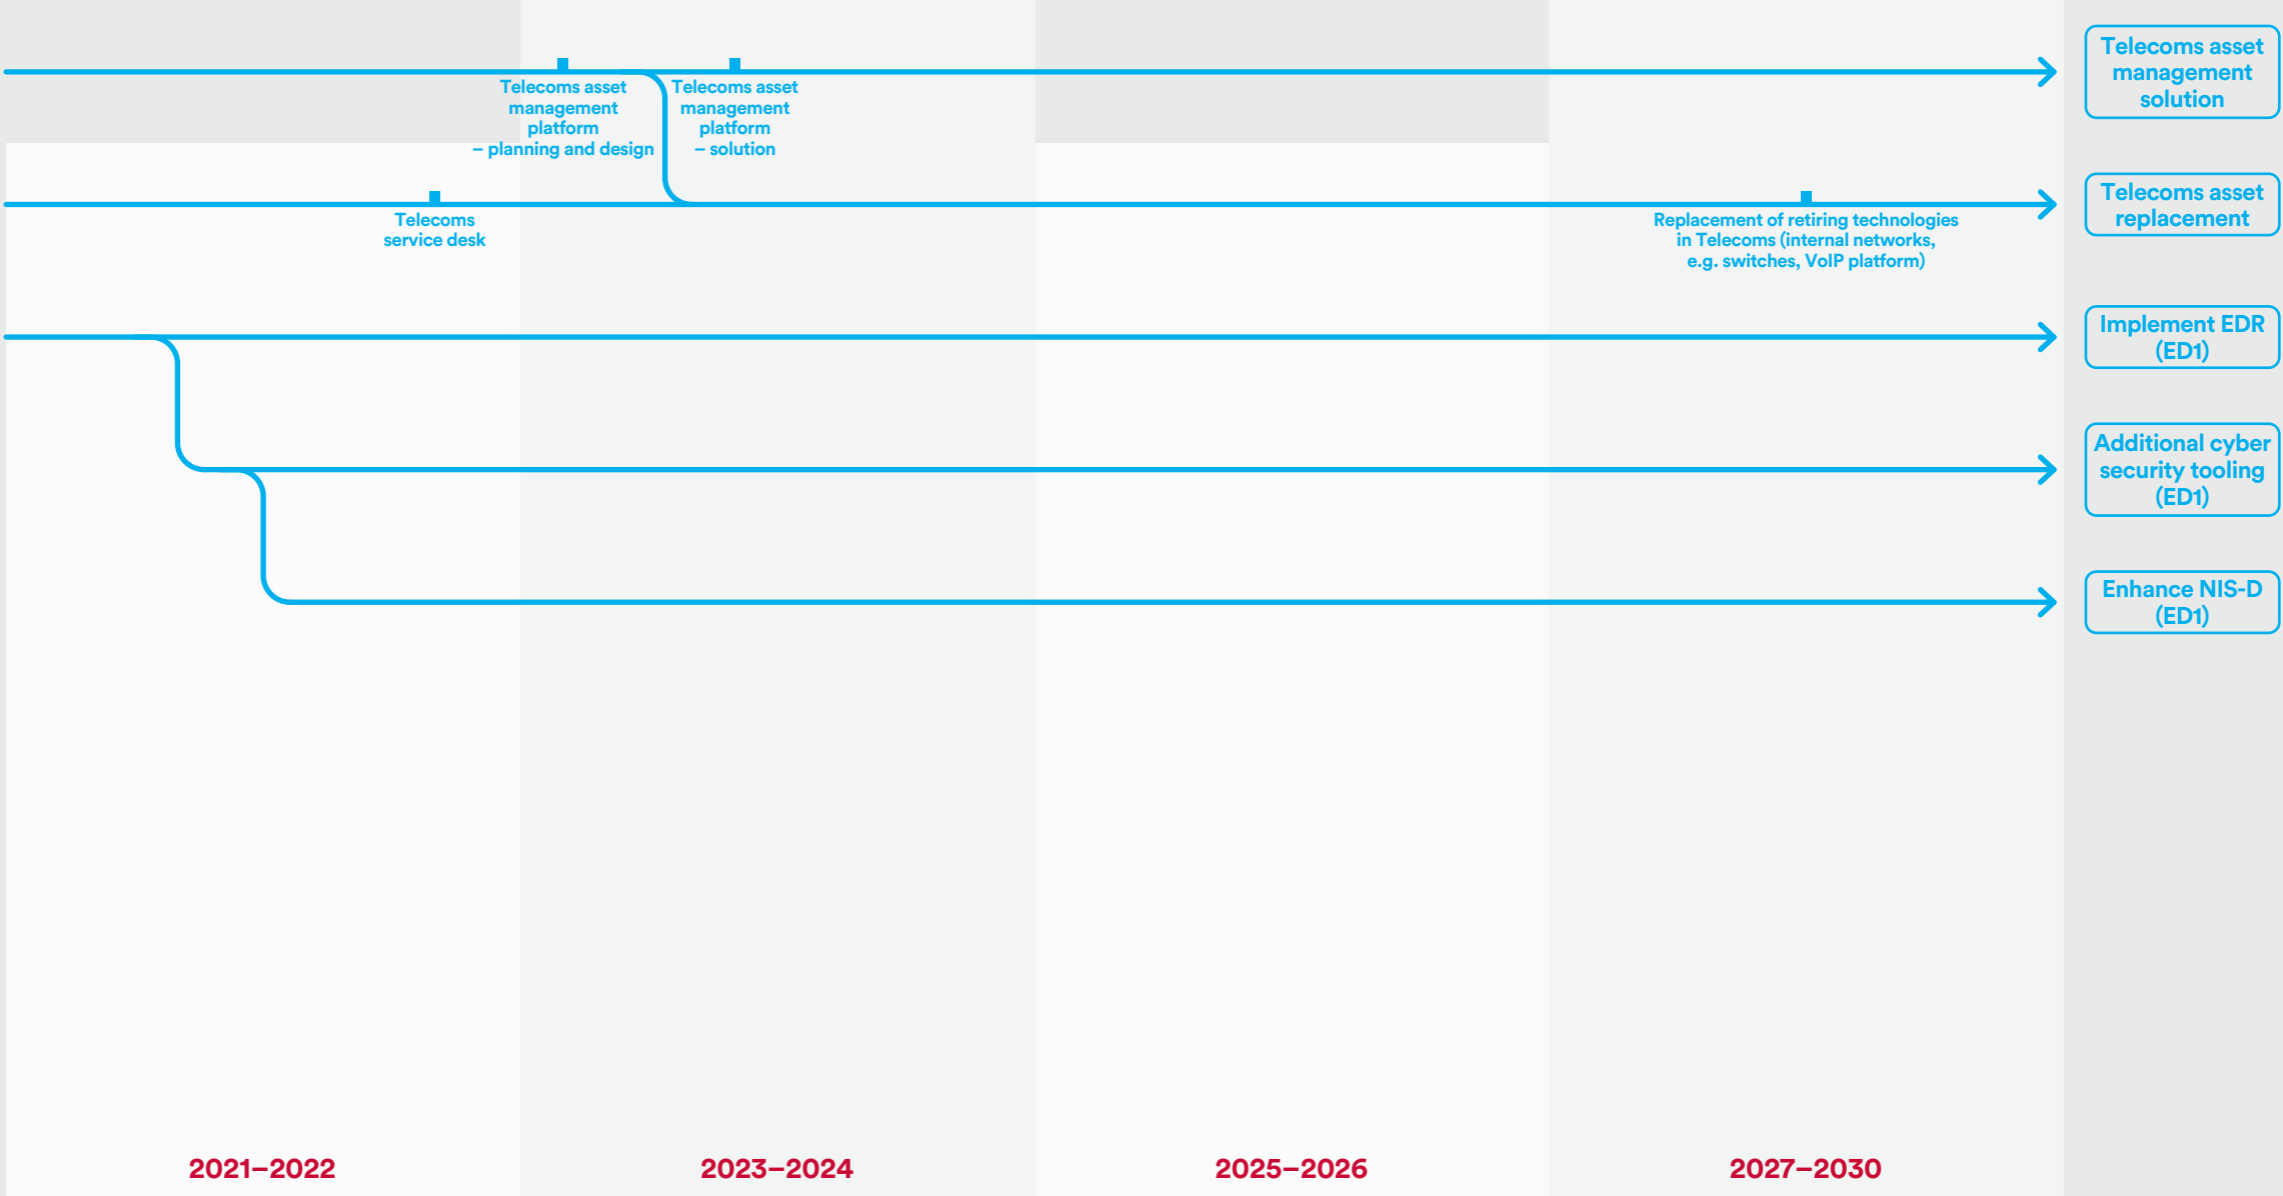 Telecoms asset
management
platform
– planning and design
Telecoms asset
management
platform
– solution
Telecoms asset
management
solution
Telecoms
service desk
Replacement of retiring technologies
in Telecoms (internal networks,
e.g. switches, VoIP platform)
Telecoms asset
replacement
Implement EDR
(ED1)
Additional cyber
security tooling
(ED1)
Enhance NIS-D
(ED1)
2021–2022
2023–2024
2025–2026
2027–2030